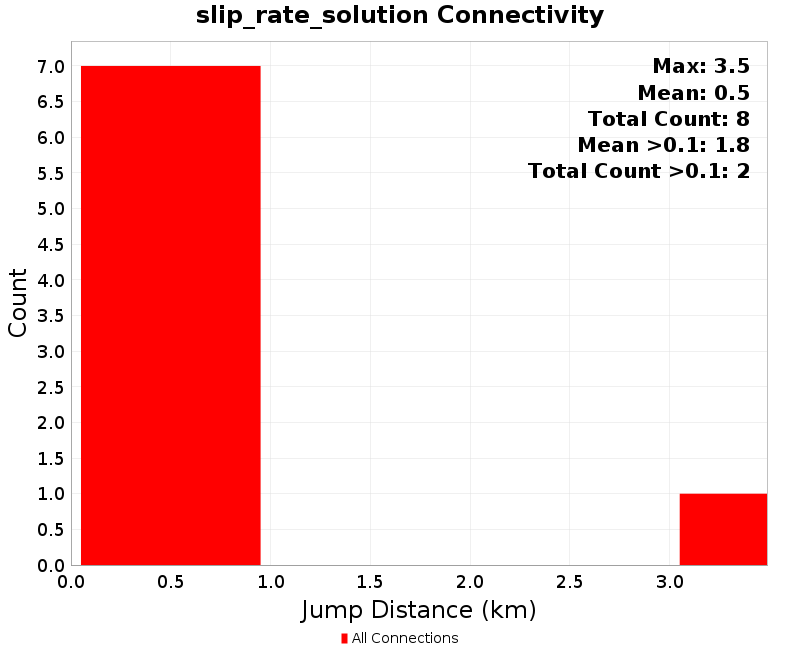 slip_rate_solution Connectivity
Max: 3.5
Mean: 0.5
Total Count: 8
Mean >0.1: 1.8
Total Count >0.1: 2
Count
7.0
6.5
6.0
5.5
5.0
4.5
4.0
3.5
3.0
2.5
2.0
1.5
1.0
0.5
0.0
0.0 0.5 1.0 1.5 2.0 2.5 3.0
Jump Distance (km)
All Connections